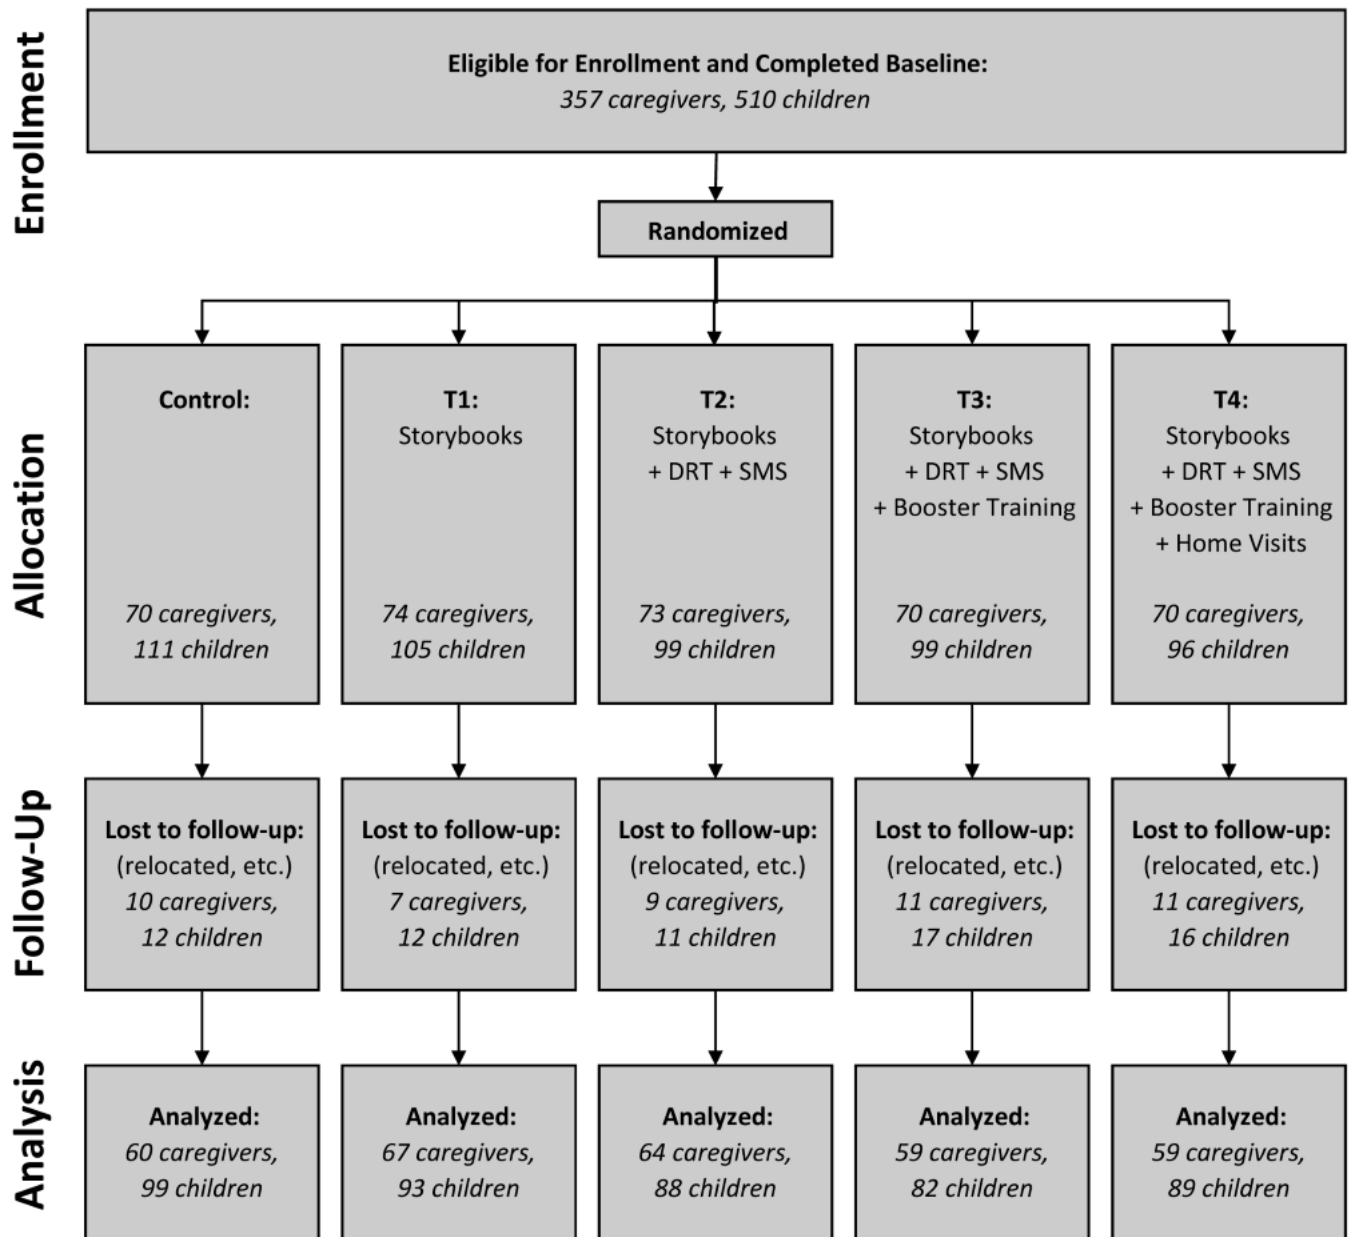 Enrollment
Eligible for Enrollment and Completed Baseline:
357 caregivers, 510 children
Randomized
Allocation
Control:
70 caregivers,
111 children
T1:
Storybooks
74 caregivers,
105 children
T2:
Storybooks
+ DRT + SMS
73 caregivers,
99 children
T3:
Storybooks
+ DRT + SMS
+ Booster Training
70 caregivers,
99 children
T4:
Storybooks
+ DRT + SMS
+ Booster Training
+ Home Visits
70 caregivers,
96 children
Follow-Up
Lost to follow-up:
(relocated, etc.)
10 caregivers,
12 children
Lost to follow-up:
(relocated, etc.)
7 caregivers,
12 children
Lost to follow-up:
(relocated, etc.)
9 caregivers,
11 children
Lost to follow-up:
(relocated, etc.)
11 caregivers,
17 children
Lost to follow-up:
(relocated, etc.)
11 caregivers,
16 children
Analysis
Analyzed:
60 caregivers,
99 children
Analyzed:
67 caregivers,
93 children
Analyzed:
64 caregivers,
88 children
Analyzed:
59 caregivers,
82 children
Analyzed:
59 caregivers,
89 children